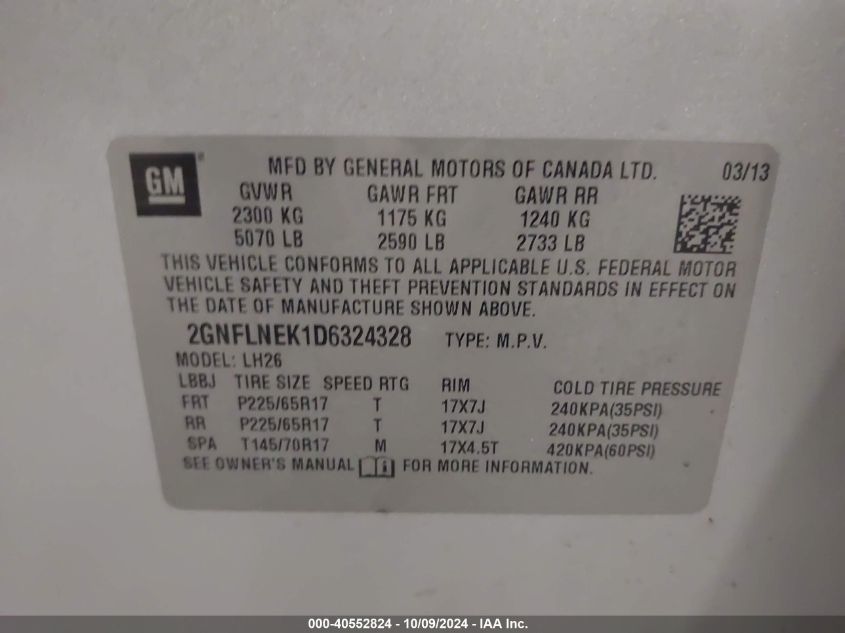 GM
MFD BY GENERAL MOTORS OF CANADA LTD. 03/13
GVWR GAWR FRT GAWR RR
2300 KG 1175 KG 1240 KG
5070 LB 2590 LB 2733 LB
THIS VEHICLE CONFORMS TO ALL APPLICABLE U.S. FEDERAL MOTOR
VEHICLE SAFETY AND THEFT PREVENTION STANDARDS IN EFFECT ON
THE DATE OF MANUFACTURE SHOWN ABOVE.
2GNFLNEK1D6324328 TYPE: M.P.V.
MODEL: LH26
LBBJ TIRE SIZE SPEED RTG RIM COLD TIRE PRESSURE
FRT P225/65R17 T 17X7J 240KPA(35PSI)
RR P225/65R17 T 17X7J 240KPA(35PSI)
SPA T145/70R17 M 17X4.5T 420KPA(60PSI)
SEE OWNER'S MANUAL FOR MORE INFORMATION.
000-40552824 - 10/09/2024 - IAA Inc.